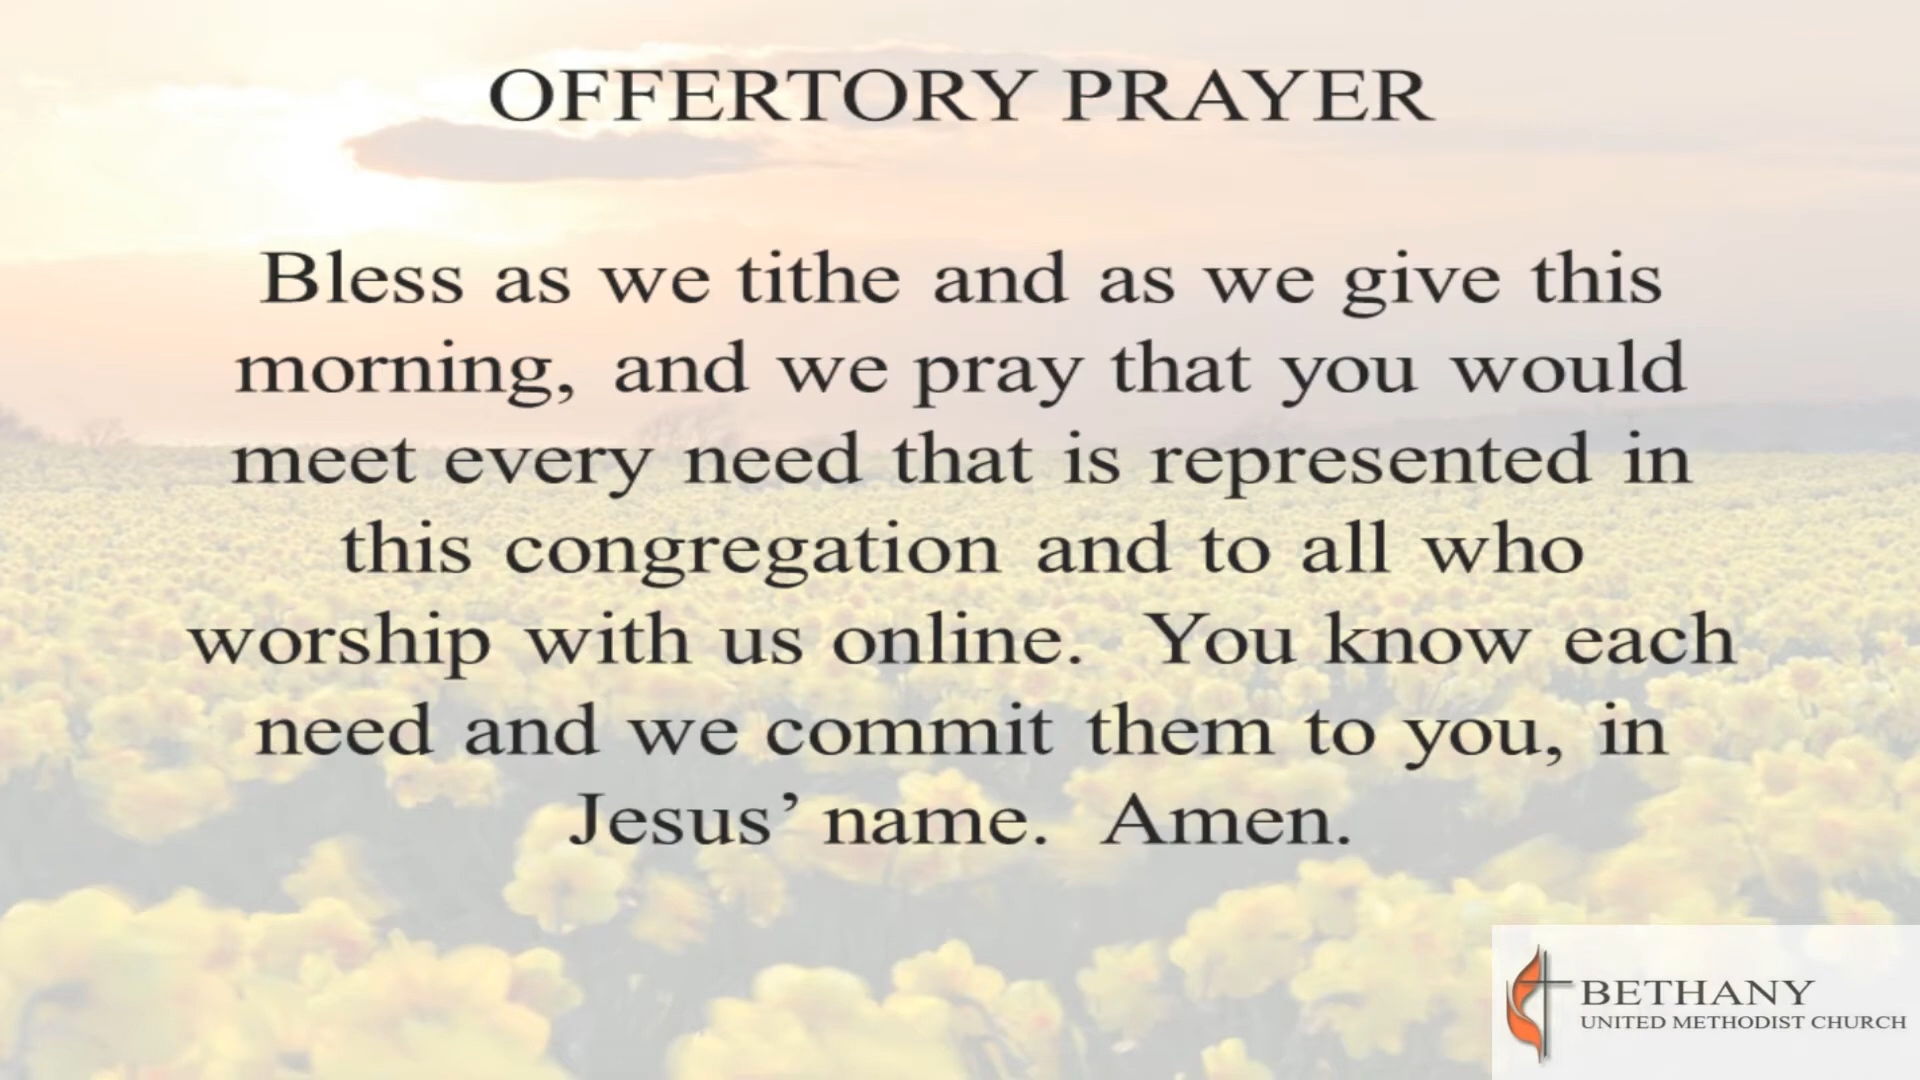 OFFERTORY PRAYER
Bless as we tithe and as we give this
morning, and we pray that you would
meet every need that is represented in
this congregation and to all who
worship with us online. You know each
need and we commit them to you, in
Jesus’ name. Amen.
BETHANY
UNITED METHODIST CHURCH